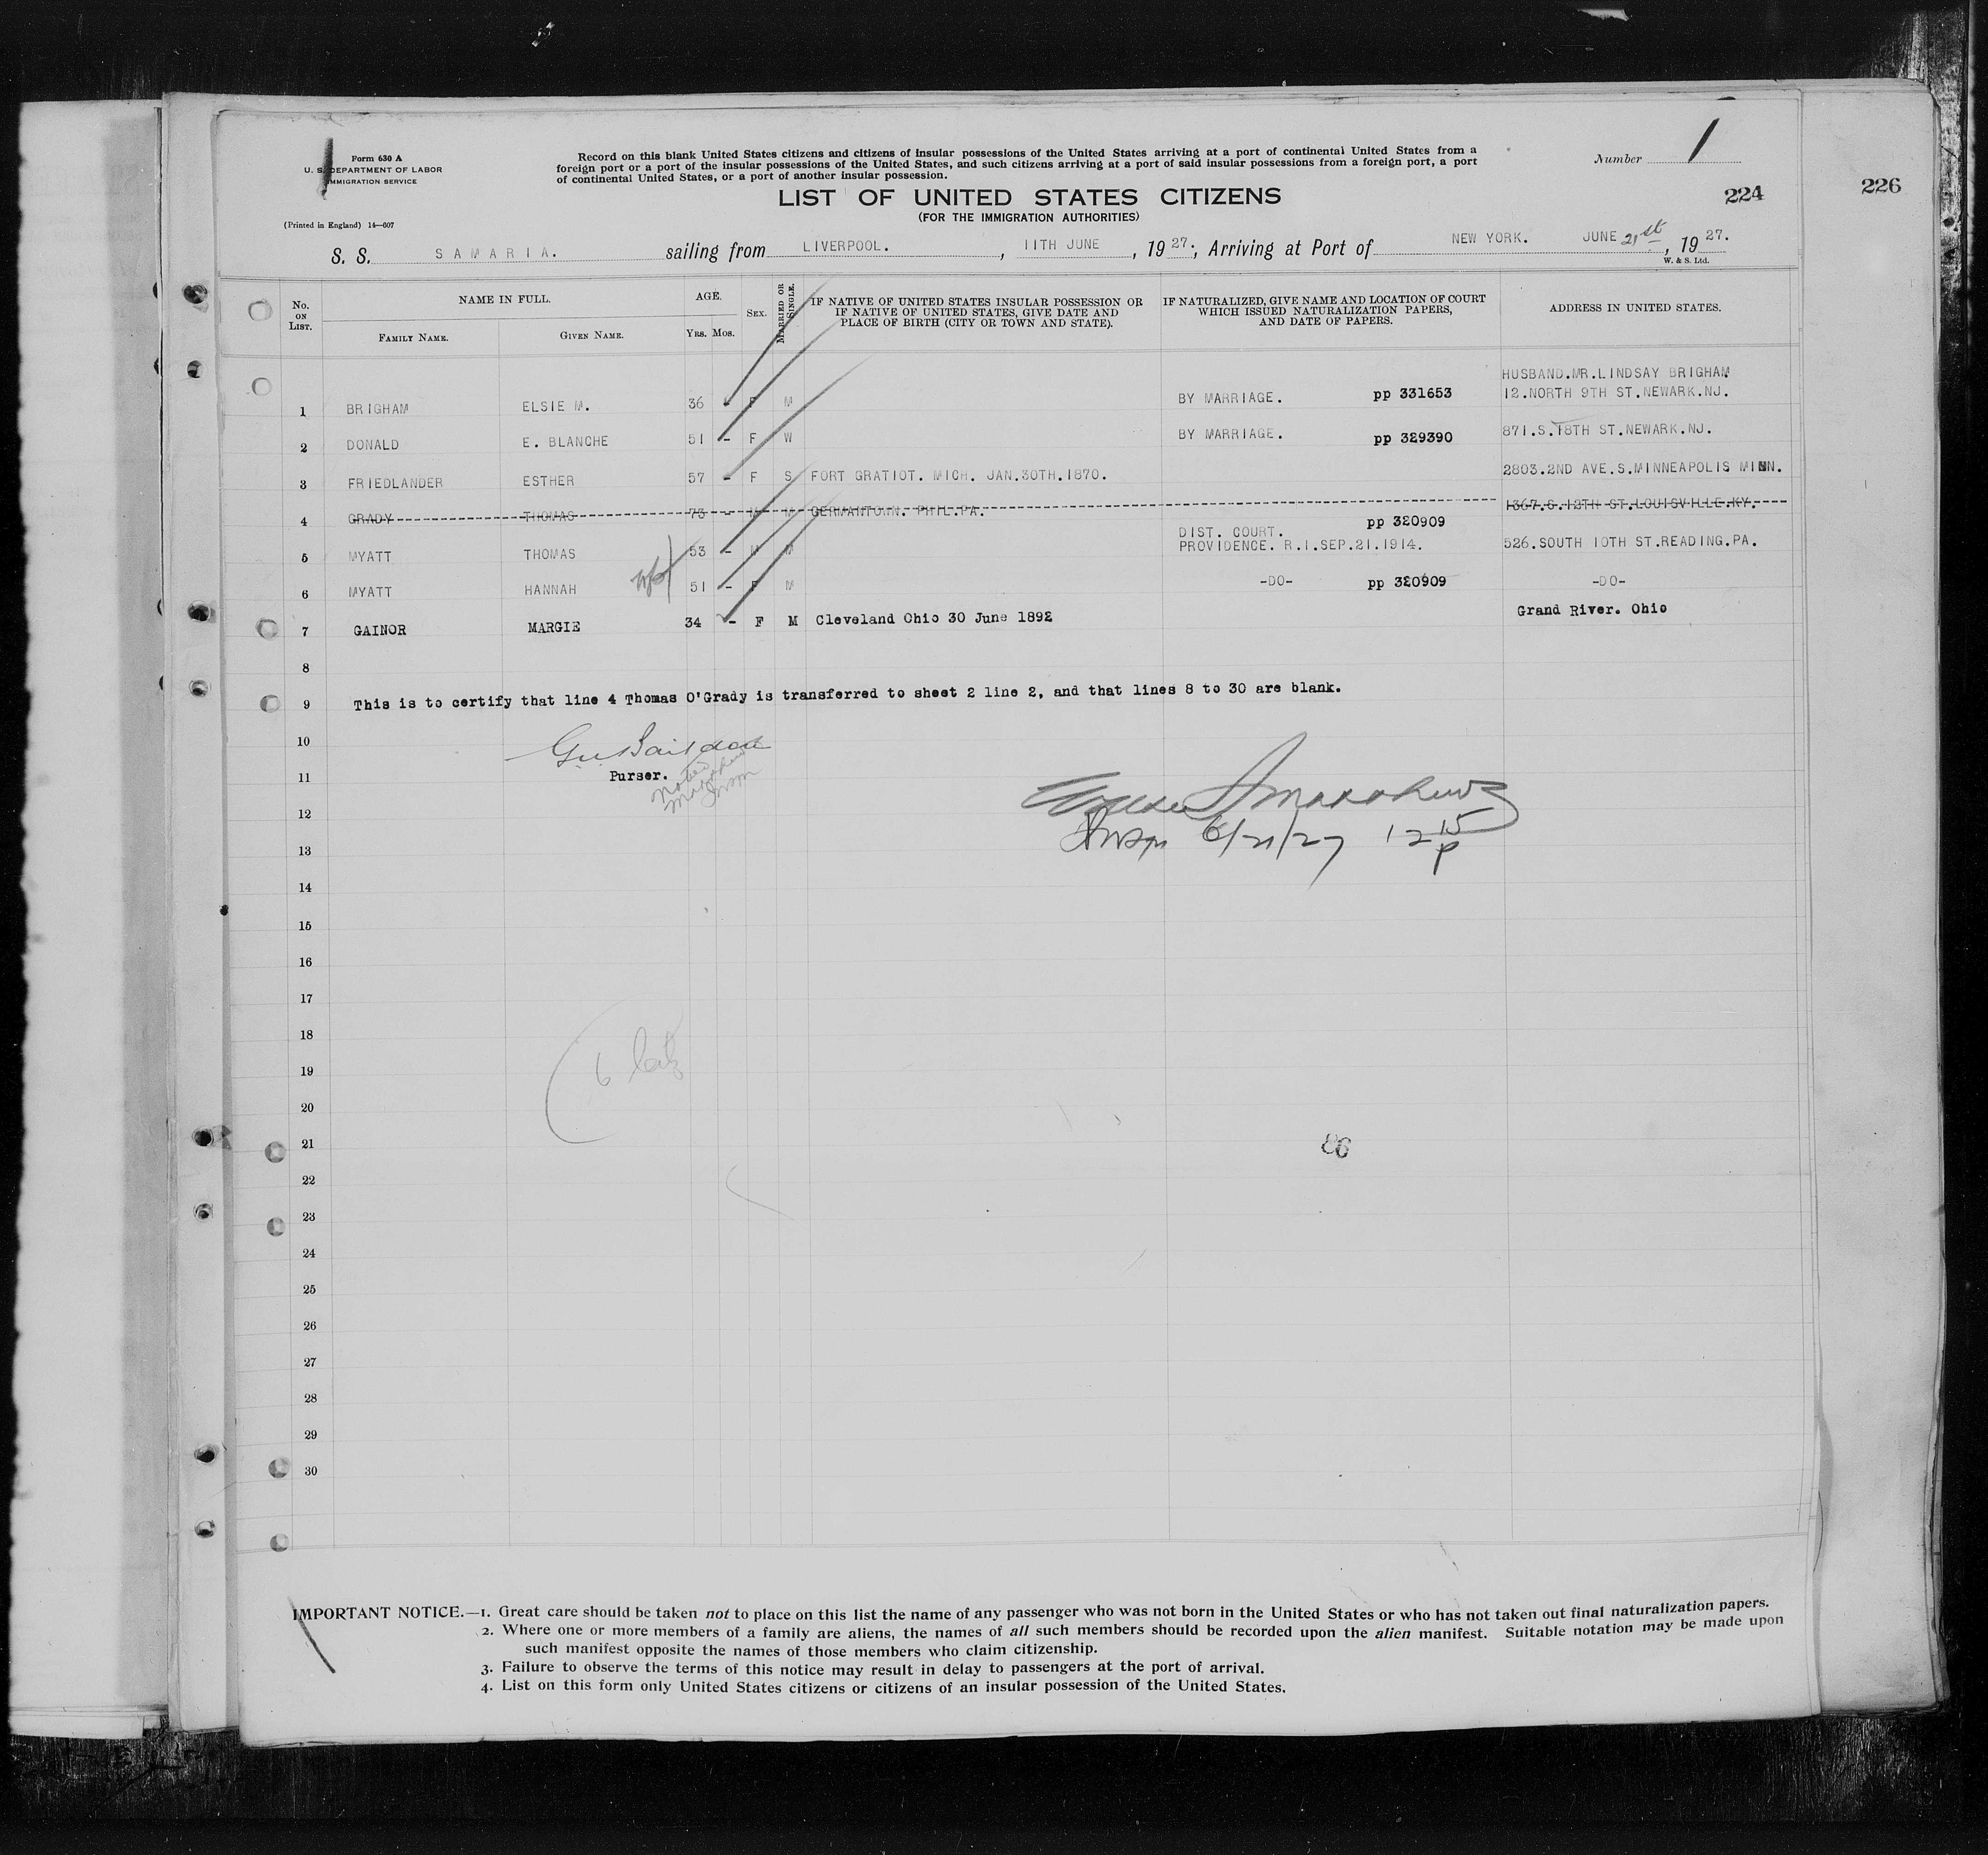 Form 630 A
U. S. DEPARTMENT OF LABOR
IMMIGRATION SERVICE
(Printed in England) 14—607
Record on this blank United States citizens and citizens of insular possessions of the United States arriving at a port of continental United States from a
foreign port or a port of the insular possessions of the United States, and such citizens arriving at a port of said insular possessions from a foreign port, a port
of continental United States, or a port of another insular possession.
Number 1
LIST OF UNITED STATES CITIZENS
224
226
(FOR THE IMMIGRATION AUTHORITIES)
S. S. SAMARIA. sailing from LIVERPOOL. , 11TH JUNE , 1927; Arriving at Port of NEW YORK. JUNE 21st, 1927.
W. & S. Ltd.
No. ON LIST. NAME IN FULL. AGE. SEX. MARRIED OR SINGLE. IF NATIVE OF UNITED STATES INSULAR POSSESSION OR IF NATIVE OF UNITED STATES, GIVE DATE AND PLACE OF BIRTH (CITY OR TOWN AND STATE). IF NATURALIZED, GIVE NAME AND LOCATION OF COURT WHICH ISSUED NATURALIZATION PAPERS, AND DATE OF PAPERS. ADDRESS IN UNITED STATES.
FAMILY NAME. GIVEN NAME. YRS. MOS.
HUSBAND.MR.LINDSAY BRIGHAM
1 BRIGHAM ELSIE M. 36 - F M BY MARRIAGE. pp 331653 12.NORTH 9TH ST.NEWARK.NJ.
2 DONALD E. BLANCHE 51 - F W BY MARRIAGE. pp 329390 871.S.18TH ST.NEWARK.NJ.
3 FRIEDLANDER ESTHER 57 - F S FORT GRATIOT. MICH. JAN.30TH.1870. 2803.2ND AVE.S.MINNEAPOLIS MINN.
4 GRADY THOMAS 73 - M M GERMANTOWN. PHIL.PA. 1367.S.12TH ST.LOUISVILLE.KY.
DIST. COURT. pp 320909
5 MYATT THOMAS 53 - M M PROVIDENCE. R.I.SEP.21.1914. 526.SOUTH 10TH ST.READING.PA.
6 MYATT HANNAH 51 - F M -DO- pp 320909 -DO-
7 GAINOR MARGIE 34 - F M Cleveland Ohio 30 June 1892 Grand River. Ohio
8
9 This is to certify that line 4 Thomas O'Grady is transferred to sheet 2 line 2, and that lines 8 to 30 are blank.
10
11 Purser.
12
13 Insp 6/21/27 12 15 P
14
15
16
17
18
19 6
20
21 86
22
23
24
25
26
27
28
29
30
IMPORTANT NOTICE.—1. Great care should be taken not to place on this list the name of any passenger who was not born in the United States or who has not taken out final naturalization papers.
2. Where one or more members of a family are aliens, the names of all such members should be recorded upon the alien manifest. Suitable notation may be made upon
such manifest opposite the names of those members who claim citizenship.
3. Failure to observe the terms of this notice may result in delay to passengers at the port of arrival.
4. List on this form only United States citizens or citizens of an insular possession of the United States.